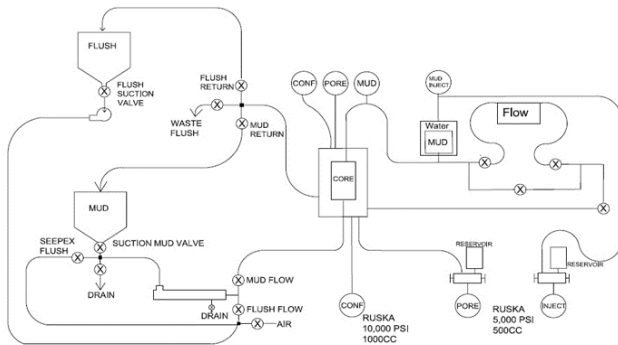 FLUSH
FLUSH
SUCTION
VALVE
FLUSH
RETURN
WASTE
FLUSH
MUD
RETURN
CONF
PORE
MUD
MUD
INJECT
Water
MUD
Flow
CORE
MUD
SEEPEX
FLUSH
SUCTION MUD VALVE
DRAIN
MUD FLOW
DRAIN
FLUSH FLOW
AIR
CONF
RUSKA
10,000 PSI
1000CC
RESERVOIR
PORE
RUSKA
5,000 PSI
500CC
RESERVOIR
INJECT